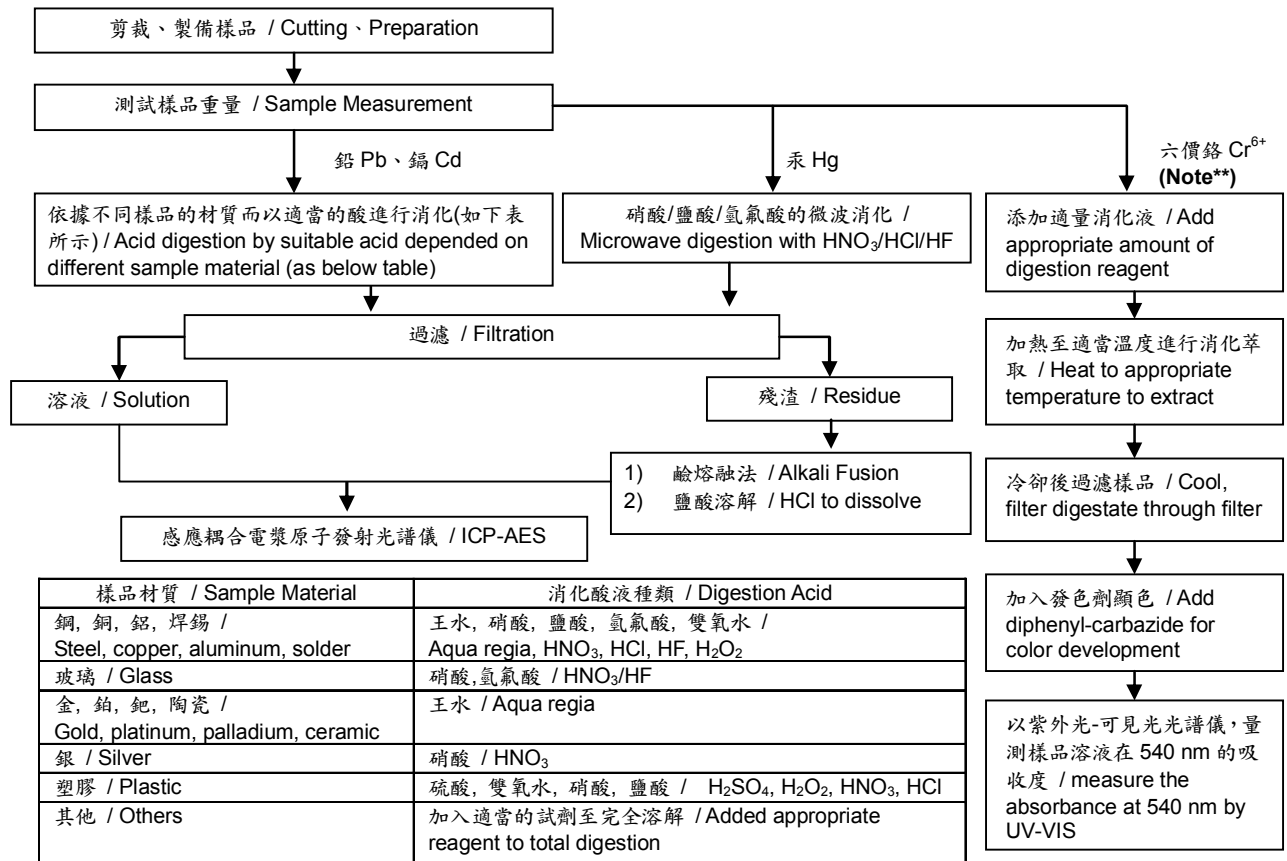 剪裁、製備樣品 / Cutting、Preparation
測試樣品重量 / Sample Measurement
鉛 Pb、鎘 Cd
汞 Hg
六價鉻 Cr6+
(Note**)
依據不同樣品的材質而以適當的酸進行消化(如下表
所示) / Acid digestion by suitable acid depended on
different sample material (as below table)
硝酸/鹽酸/氫氟酸的微波消化 /
Microwave digestion with HNO3/HCl/HF
添加適量消化液 / Add
appropriate amount of
digestion reagent
過濾 / Filtration
加熱至適當溫度進行消化萃
取 / Heat to appropriate
temperature to extract
溶液 / Solution
殘渣 / Residue
1) 鹼熔融法 / Alkali Fusion
2) 鹽酸溶解 / HCl to dissolve
冷卻後過濾樣品 / Cool,
filter digestate through filter
感應耦合電漿原子發射光譜儀 / ICP-AES
加入發色劑顯色 / Add
diphenyl-carbazide for
color development
以紫外光-可見光光譜儀，量
測樣品溶液在 540 nm 的吸
收度 / measure the
absorbance at 540 nm by
UV-VIS
樣品材質 / Sample Material
消化酸液種類 / Digestion Acid
鋼, 銅, 鋁, 焊錫 /
Steel, copper, aluminum, solder
王水, 硝酸, 鹽酸, 氫氟酸, 雙氧水 /
Aqua regia, HNO3, HCl, HF, H2O2
玻璃 / Glass
硝酸,氫氟酸 / HNO3/HF
金, 鉑, 鈀, 陶瓷 /
Gold, platinum, palladium, ceramic
王水 / Aqua regia
銀 / Silver
硝酸 / HNO3
塑膠 / Plastic
硫酸, 雙氧水, 硝酸, 鹽酸 / H2SO4, H2O2, HNO3, HCl
其他 / Others
加入適當的試劑至完全溶解 / Added appropriate
reagent to total digestion